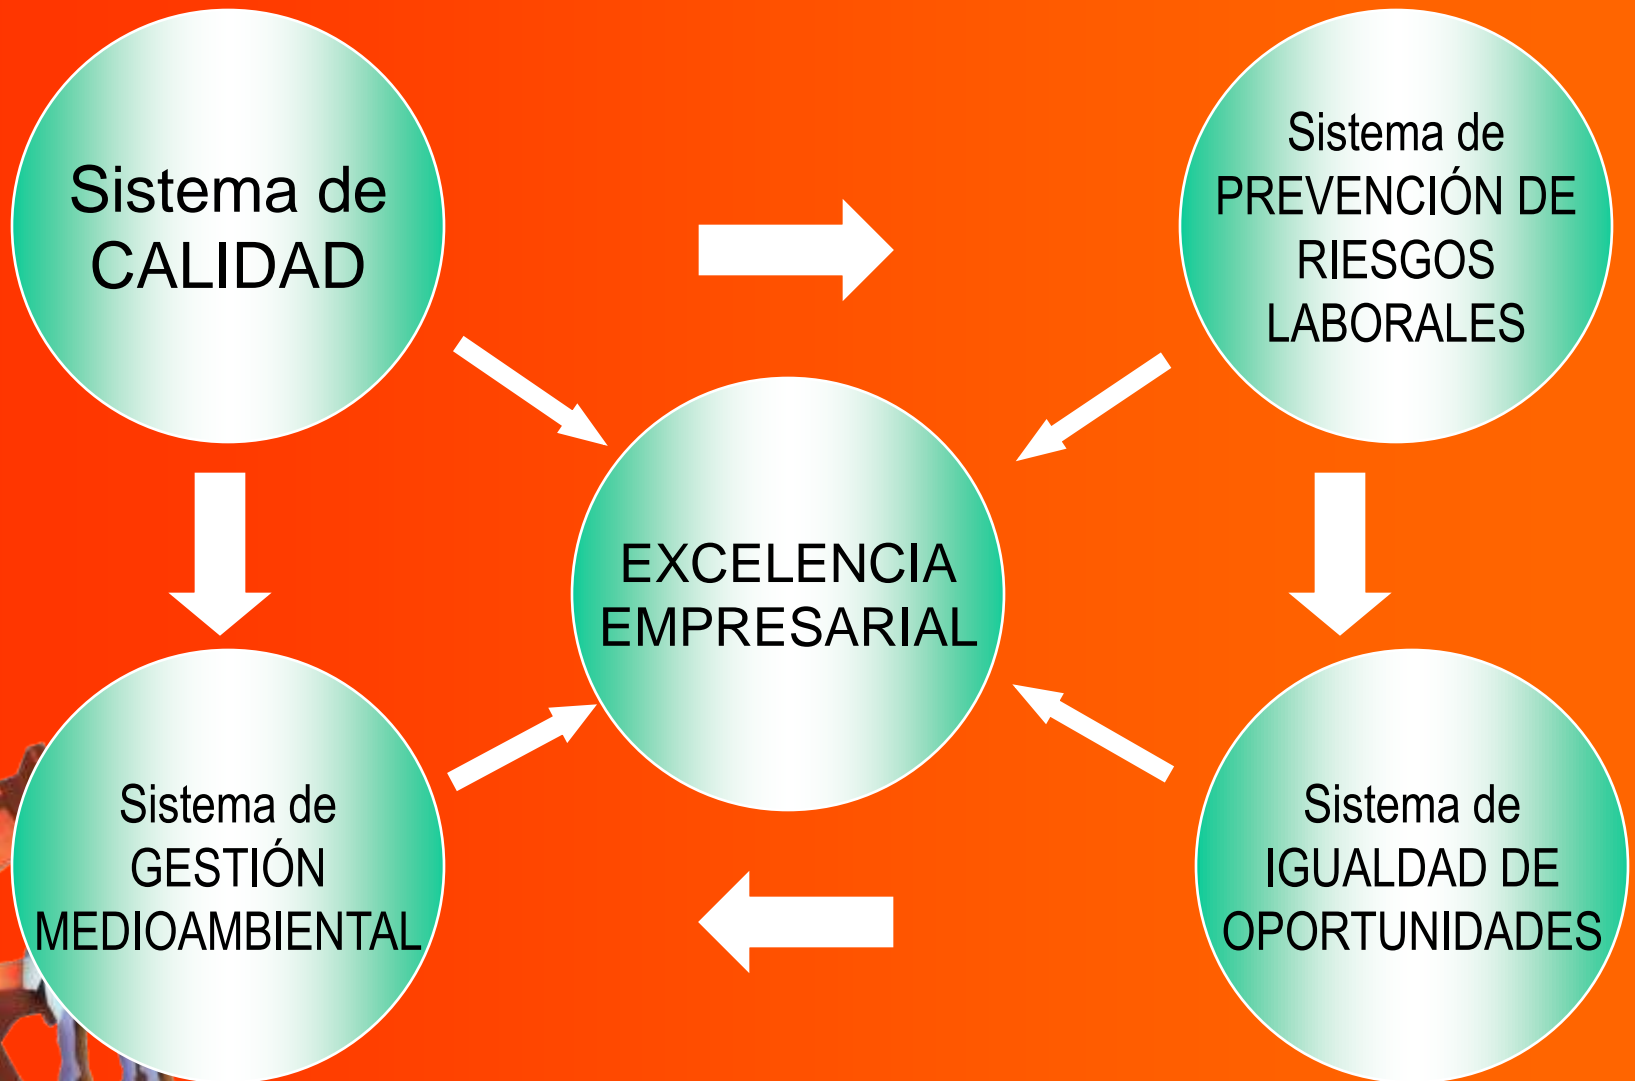 Sistema de
CALIDAD
Sistema de
PREVENCIÓN DE
RIESGOS
LABORALES
EXCELENCIA
EMPRESARIAL
Sistema de
GESTIÓN
MEDIOAMBIENTAL
Sistema de
IGUALDAD DE
OPORTUNIDADES